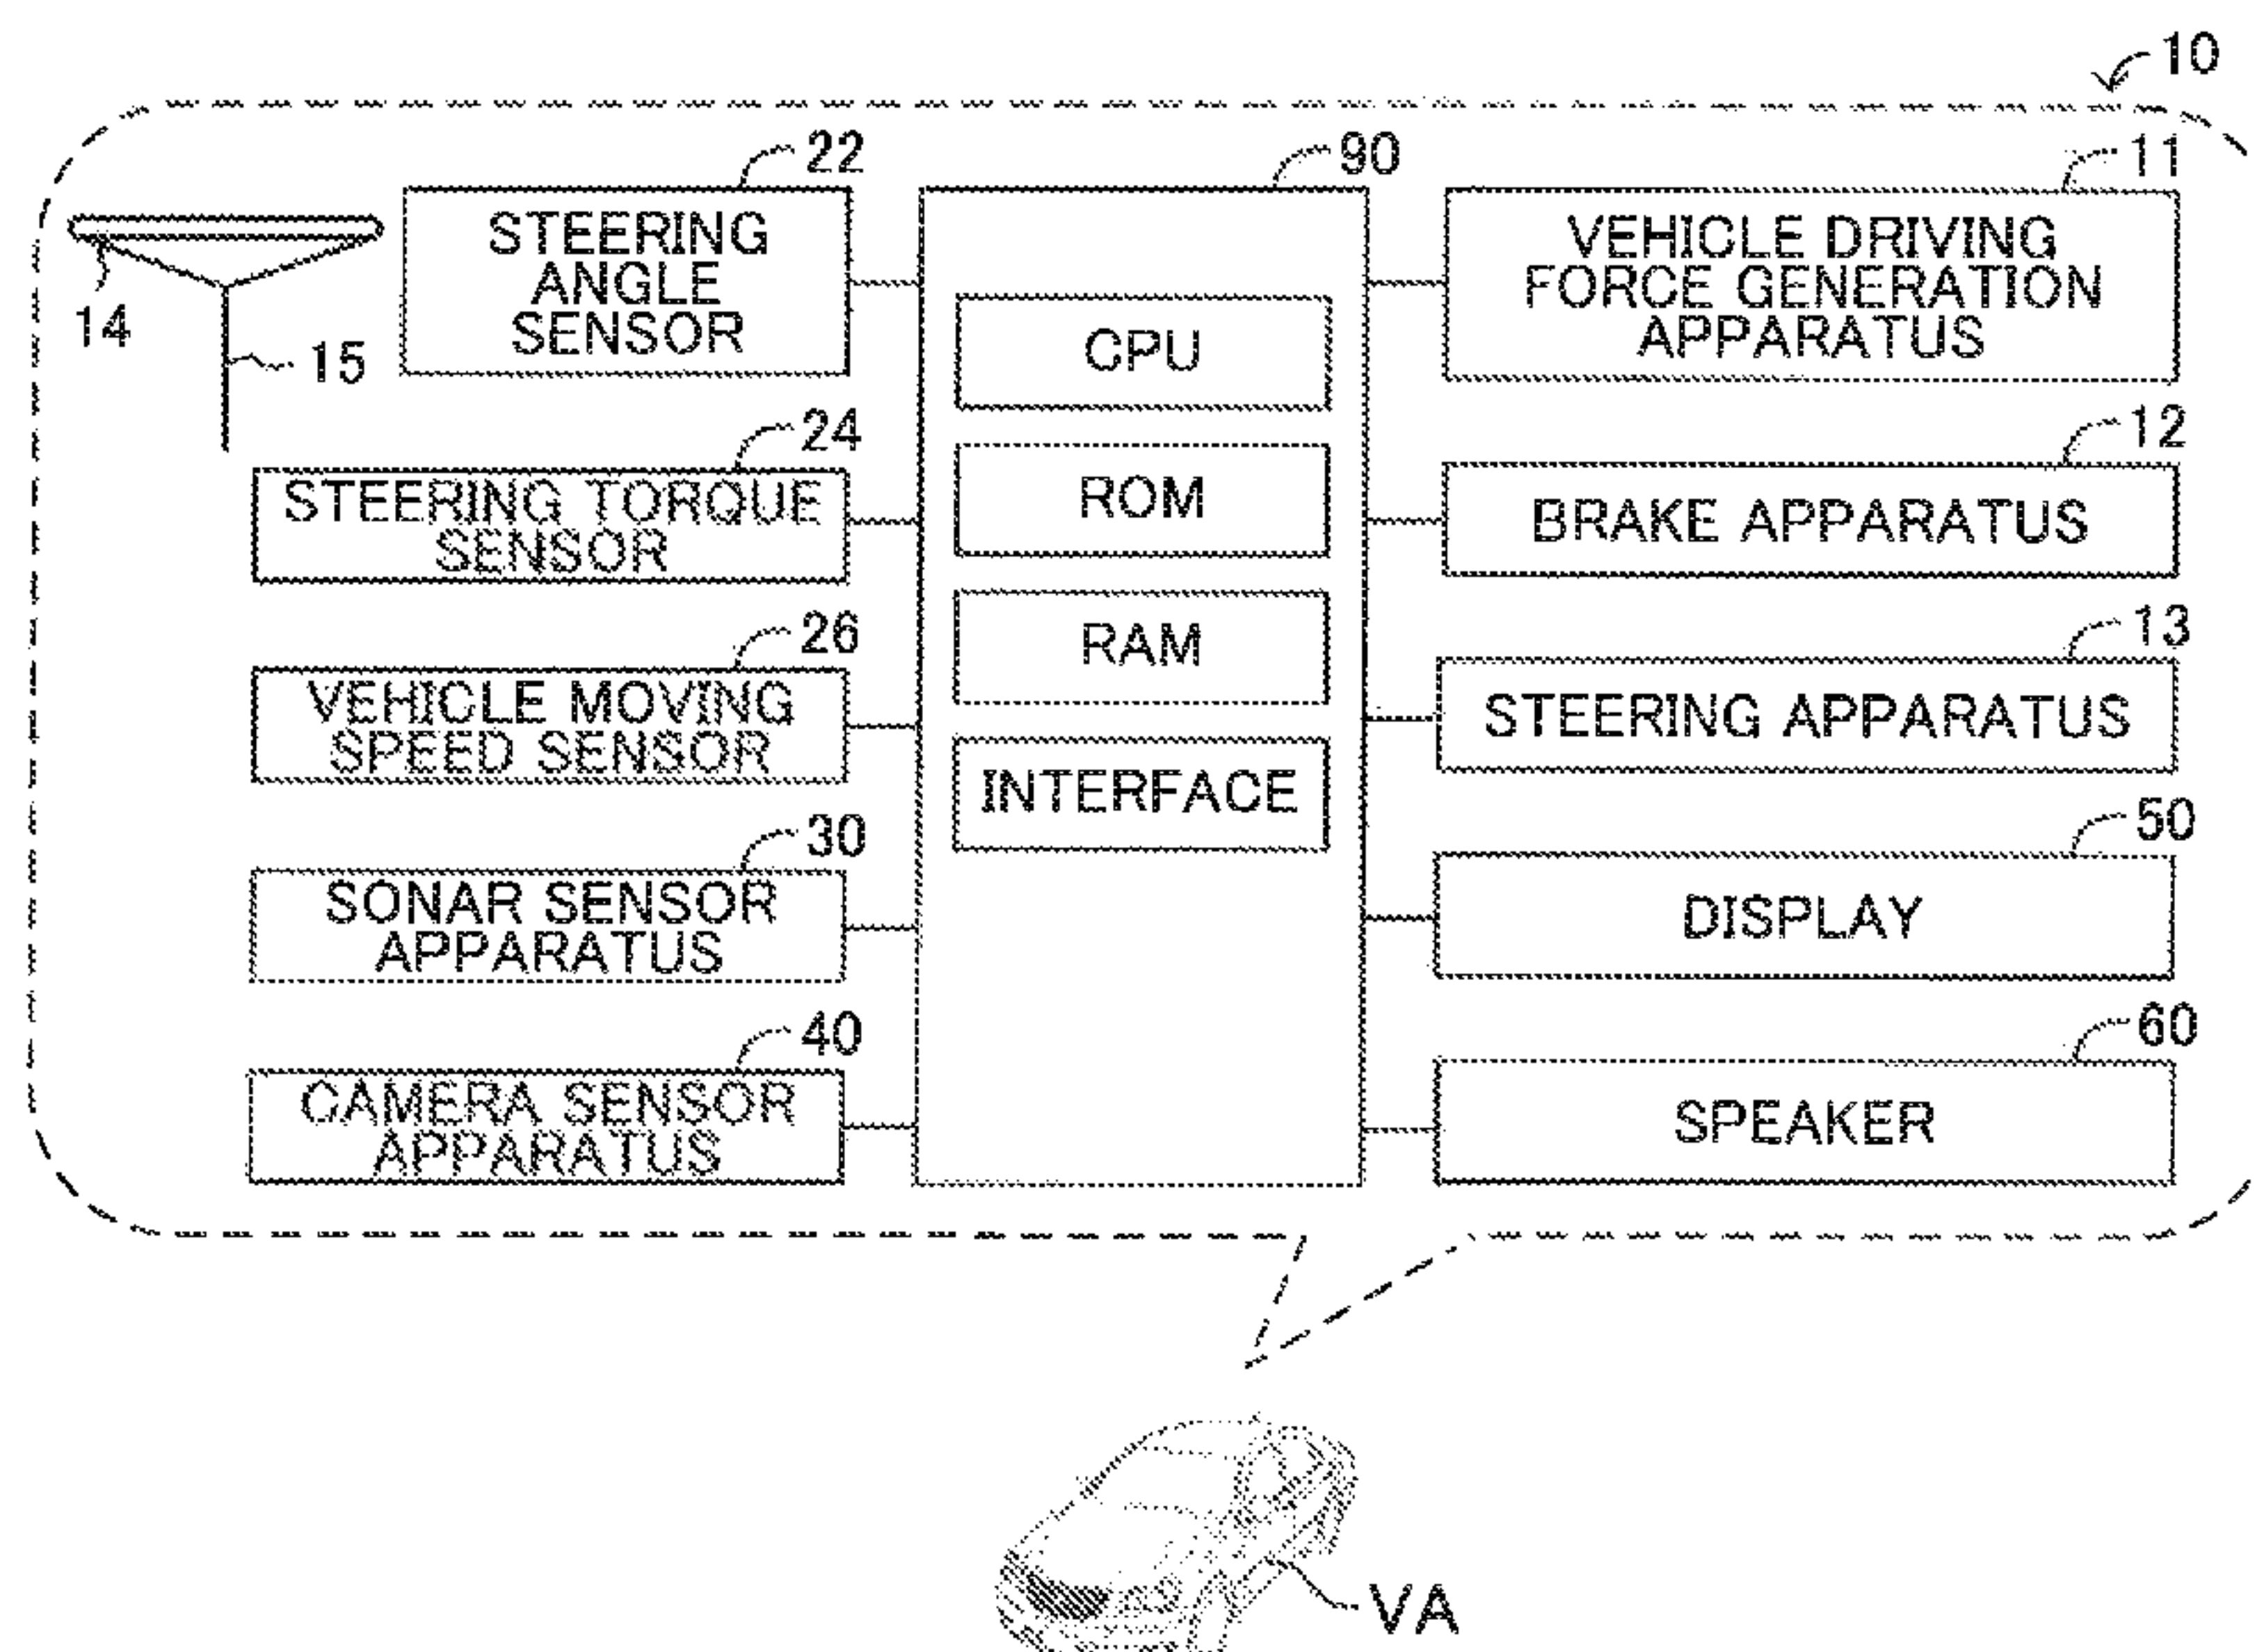 10
22
90
11
STEERING
ANGLE
SENSOR
VEHICLE DRIVING
FORCE GENERATION
APPARATUS
14
15
CPU
24
12
STEERING TORQUE
SENSOR
ROM
BRAKE APPARATUS
26
13
VEHICLE MOVING
SPEED SENSOR
RAM
STEERING APPARATUS
30
50
SONAR SENSOR
APPARATUS
INTERFACE
DISPLAY
40
60
CAMERA SENSOR
APPARATUS
SPEAKER
VA